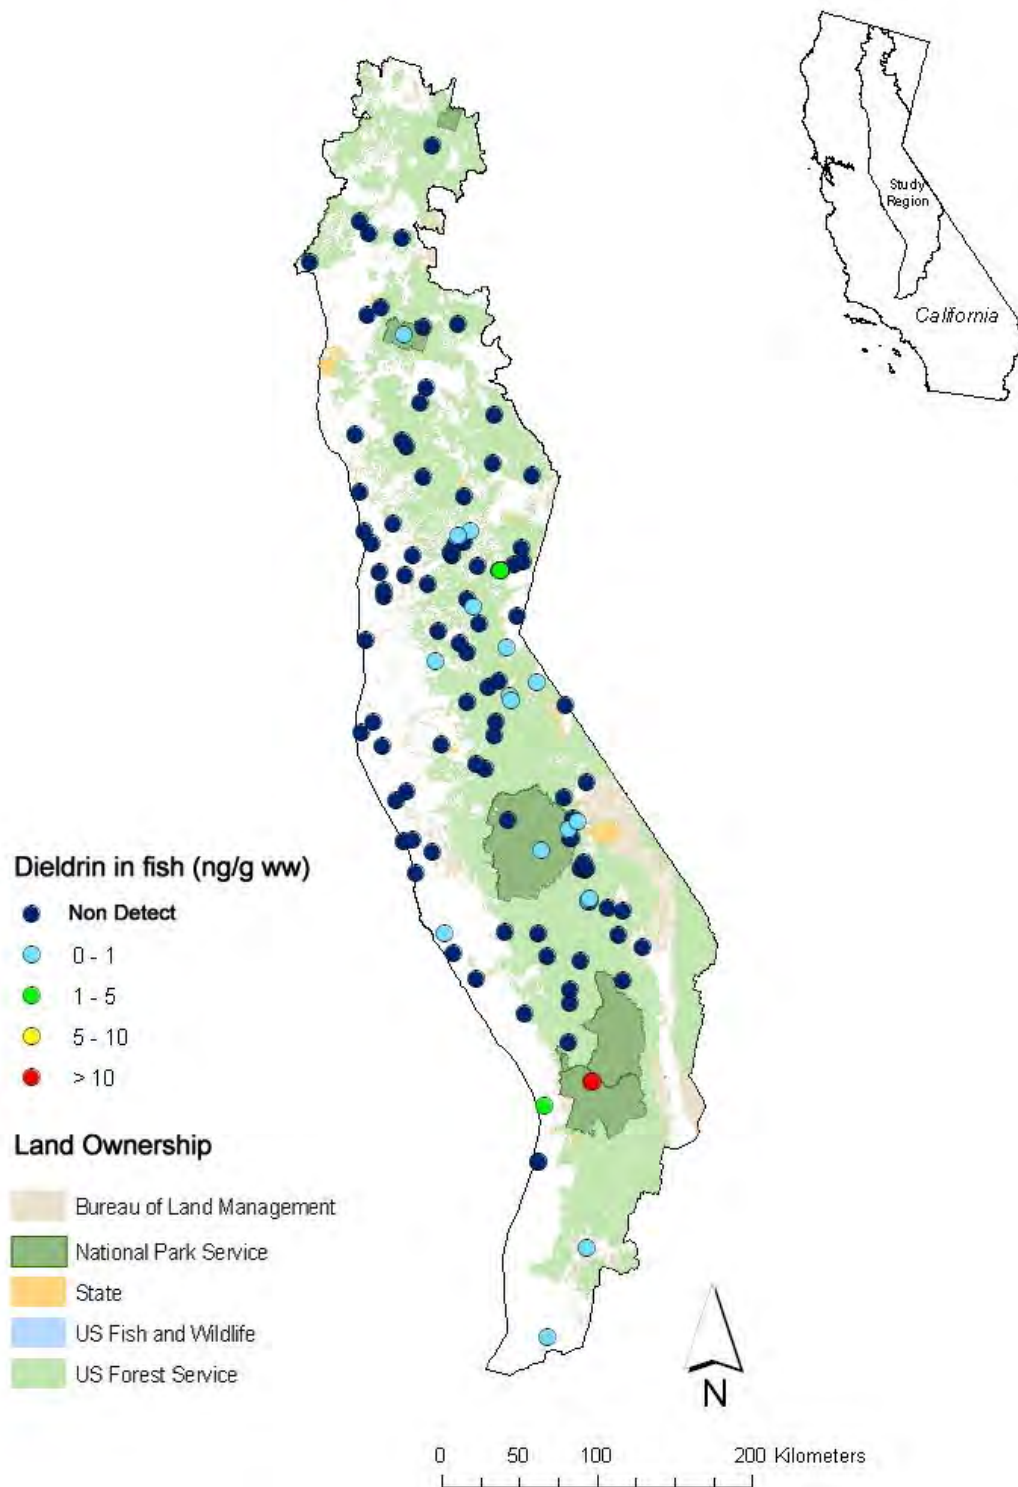 Study
Region
California
Dieldrin in fish (ng/g ww)
Non Detect
0 - 1
1 - 5
5 - 10
> 10
Land Ownership
Bureau of Land Management
National Park Service
State
US Fish and Wildlife
US Forest Service
N
0 50 100 200 Kilometers